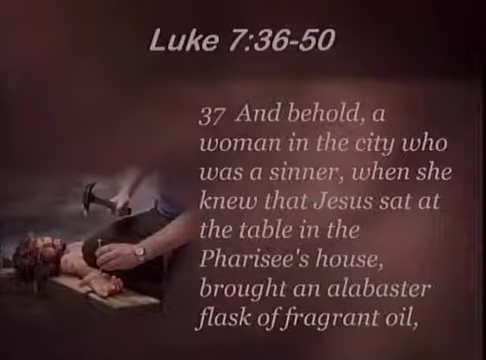 Luke 7:36-50
37 And behold, a
woman in the city who
was a sinner, when she
knew that Jesus sat at
the table in the
Pharisee's house,
brought an alabaster
flask of fragrant oil,